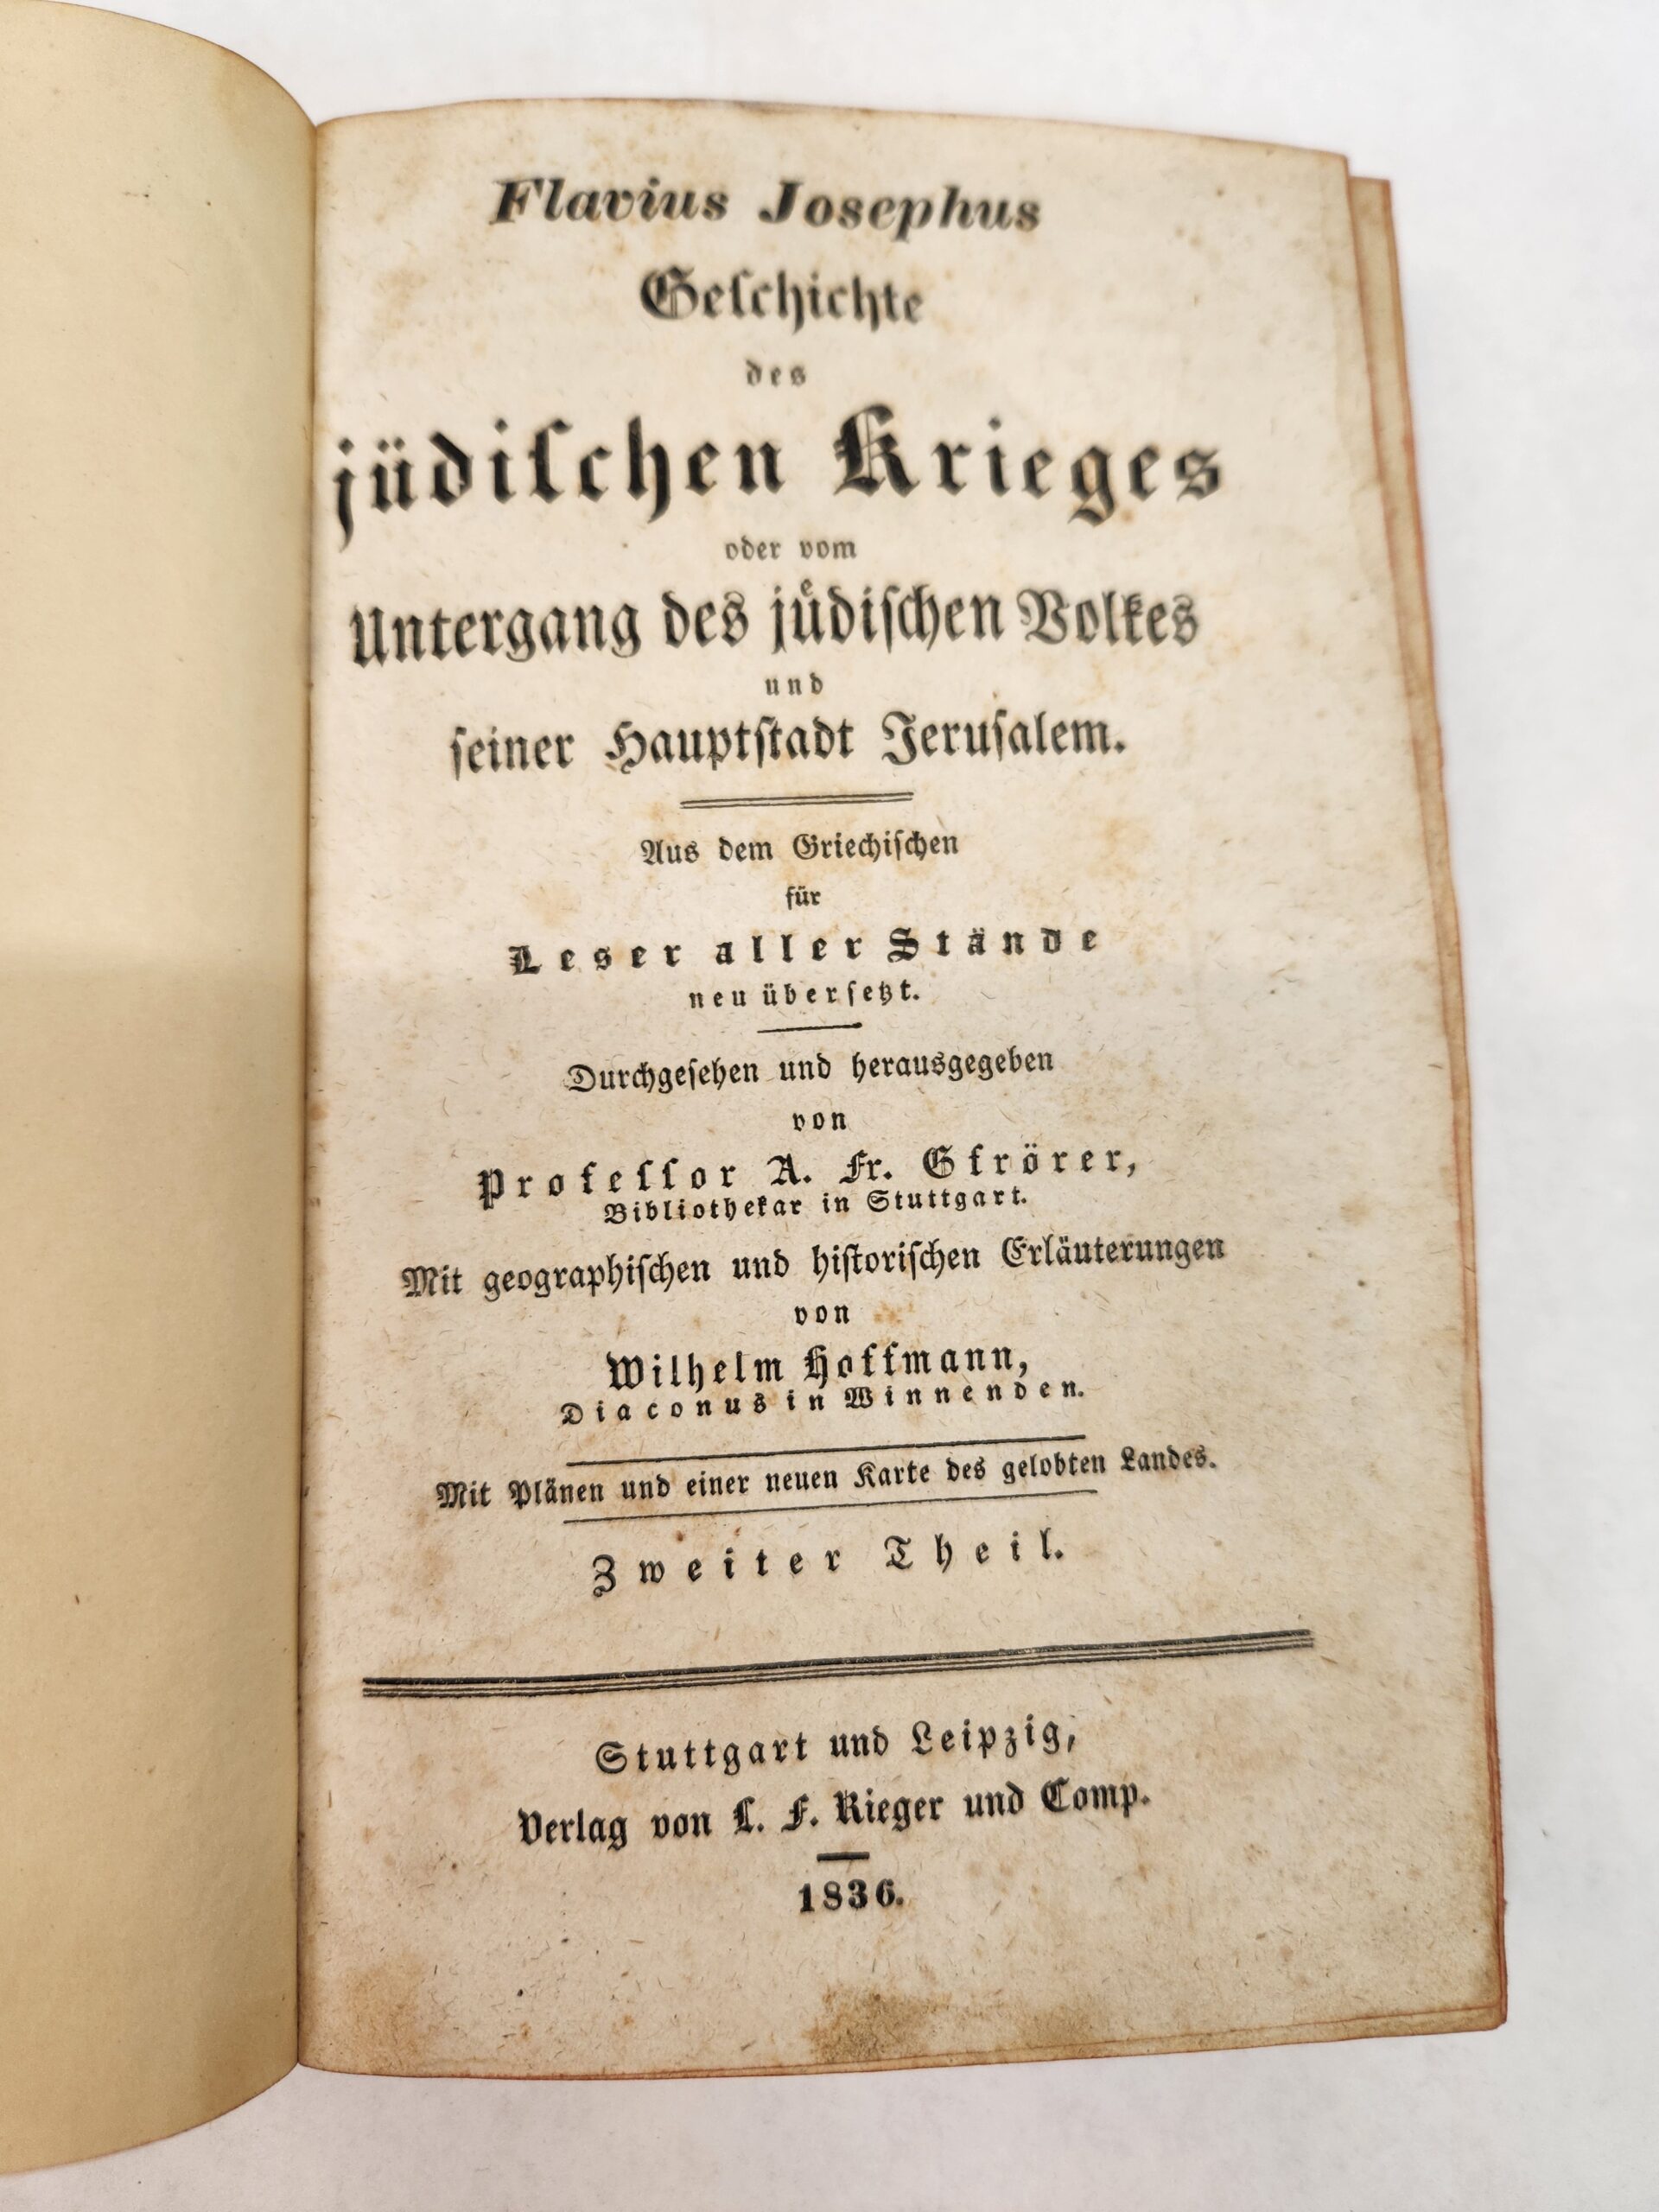 Flavius Josephus
Geſchichte
des
jüdiſchen Krieges
oder vom
Untergang des juͤdiſchen Volkes
und
ſeiner Hauptſtadt Jeruſalem.
Aus dem Griechiſchen
für
Leser aller Stände
neu überſetzt.
Durchgeſehen und herausgegeben
von
Profeſſor A. Fr. Gfrörer,
Bibliothekar in Stuttgart.
Mit geographiſchen und hiſtoriſchen Erläuterungen
von
Wilhelm Hoffmann,
Diaconus in Winnenden.
Mit Plänen und einer neuen Karte des gelobten Landes.
Zweiter Theil.
Stuttgart und Leipzig,
Verlag von L. F. Rieger und Comp.
1836.